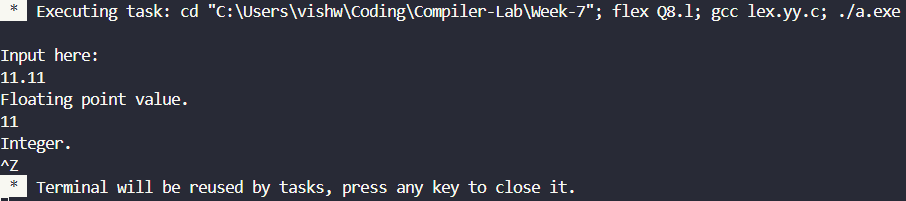 * Executing task: cd "C:\Users\vishw\Coding\Compiler-Lab\Week-7"; flex Q8.l; gcc lex.yy.c; ./a.exe
Input here:
11.11
Floating point value.
11
Integer.
^Z
* Terminal will be reused by tasks, press any key to close it.